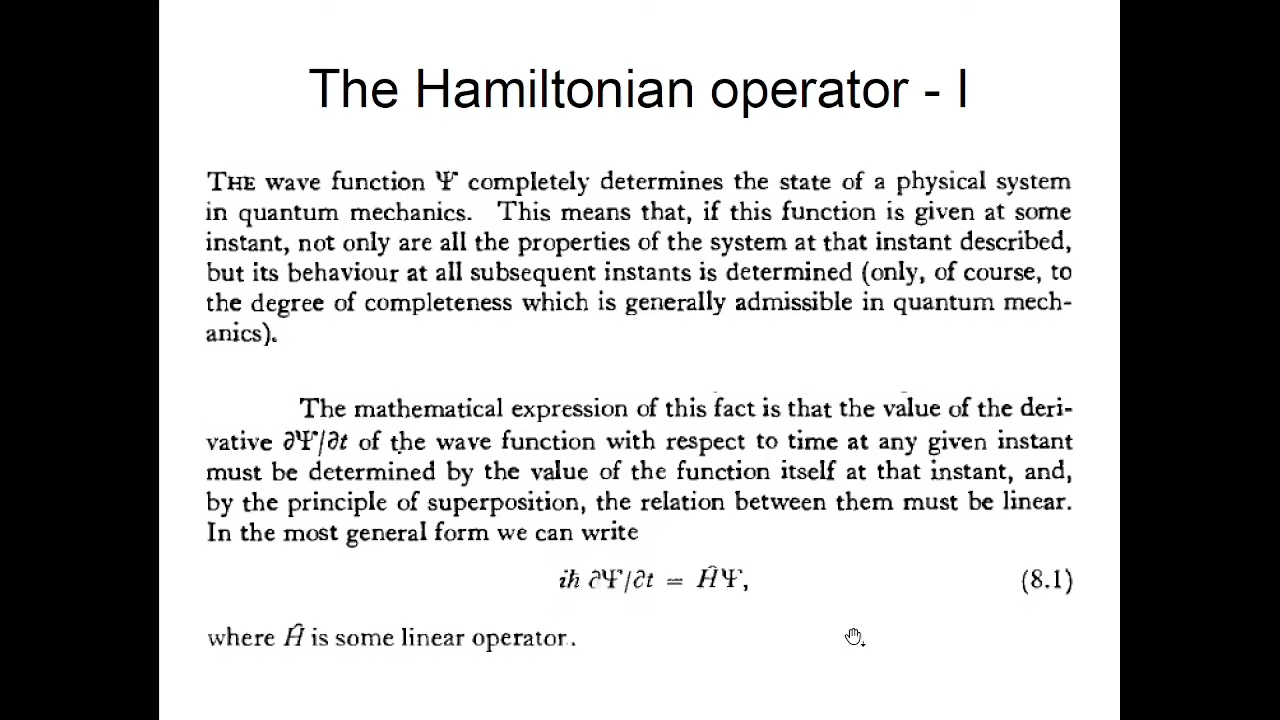 The Hamiltonian operator - I
THE wave function Ψ completely determines the state of a physical system
in quantum mechanics. This means that, if this function is given at some
instant, not only are all the properties of the system at that instant described,
but its behaviour at all subsequent instants is determined (only, of course, to
the degree of completeness which is generally admissible in quantum mech-
anics).
The mathematical expression of this fact is that the value of the deri-
vative ∂Ψ/∂t of the wave function with respect to time at any given instant
must be determined by the value of the function itself at that instant, and,
by the principle of superposition, the relation between them must be linear.
In the most general form we can write
iħ ∂Ψ/∂t = ĤΨ, (8.1)
where Ĥ is some linear operator.